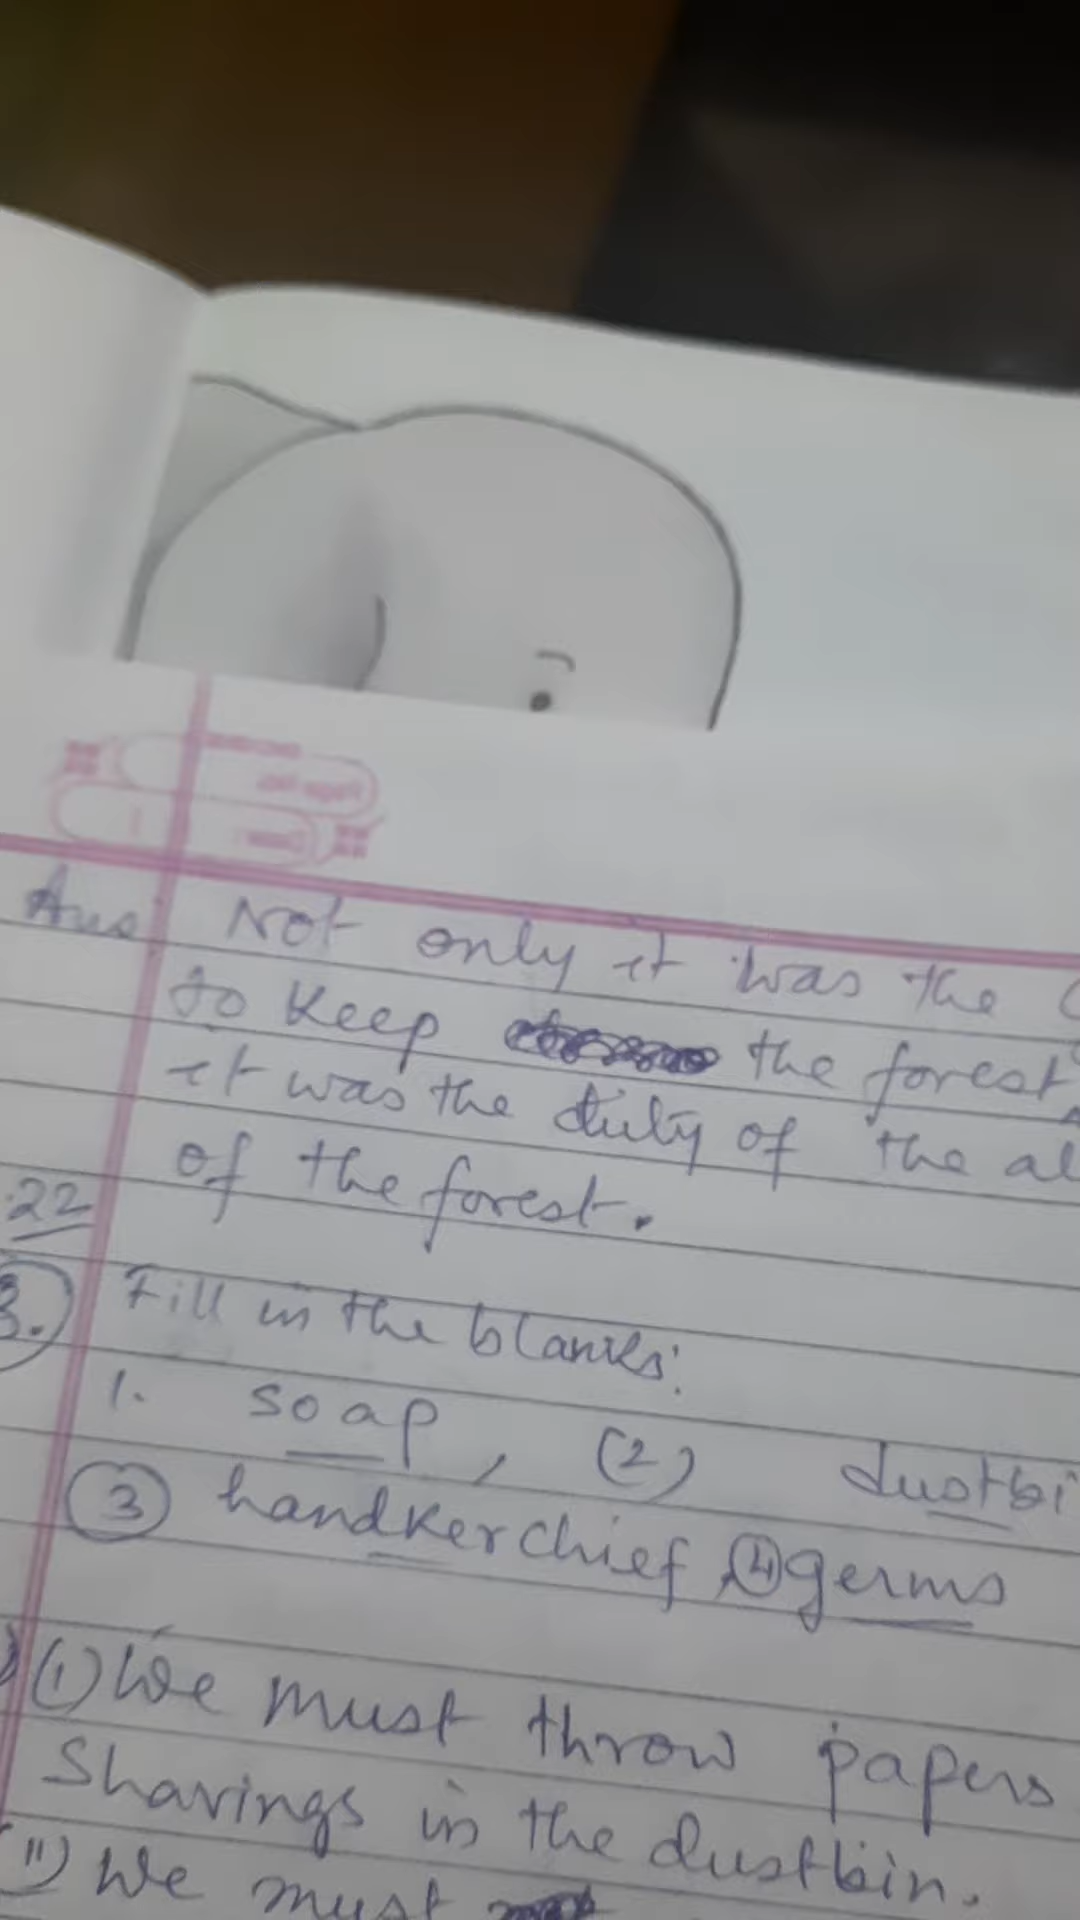 Ans Not only it was the
to keep the forest
it was the duty of the al
of the forest.
22
3. Fill in the blanks:
1. soap, (2) dustbi
3 handkerchief, 4 germs
(i) We must throw papers
Sharings in the dustbin.
(ii) We must